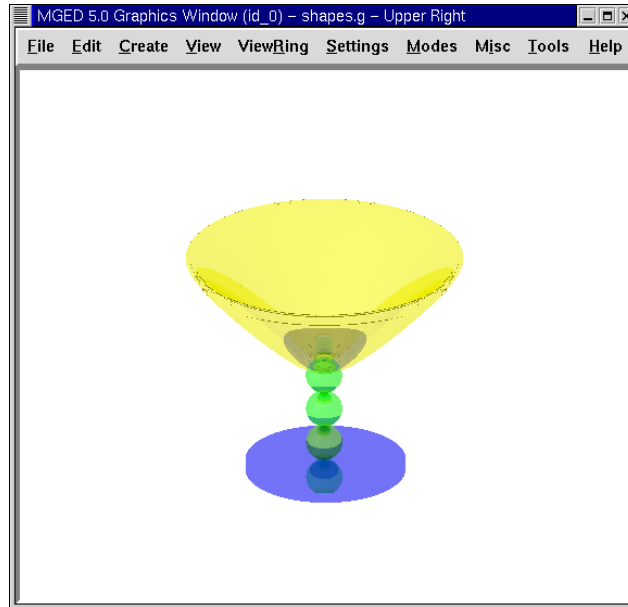 MGED 5.0 Graphics Window (id_0) – shapes.g – Upper Right
File Edit Create View ViewRing Settings Modes Misc Tools Help